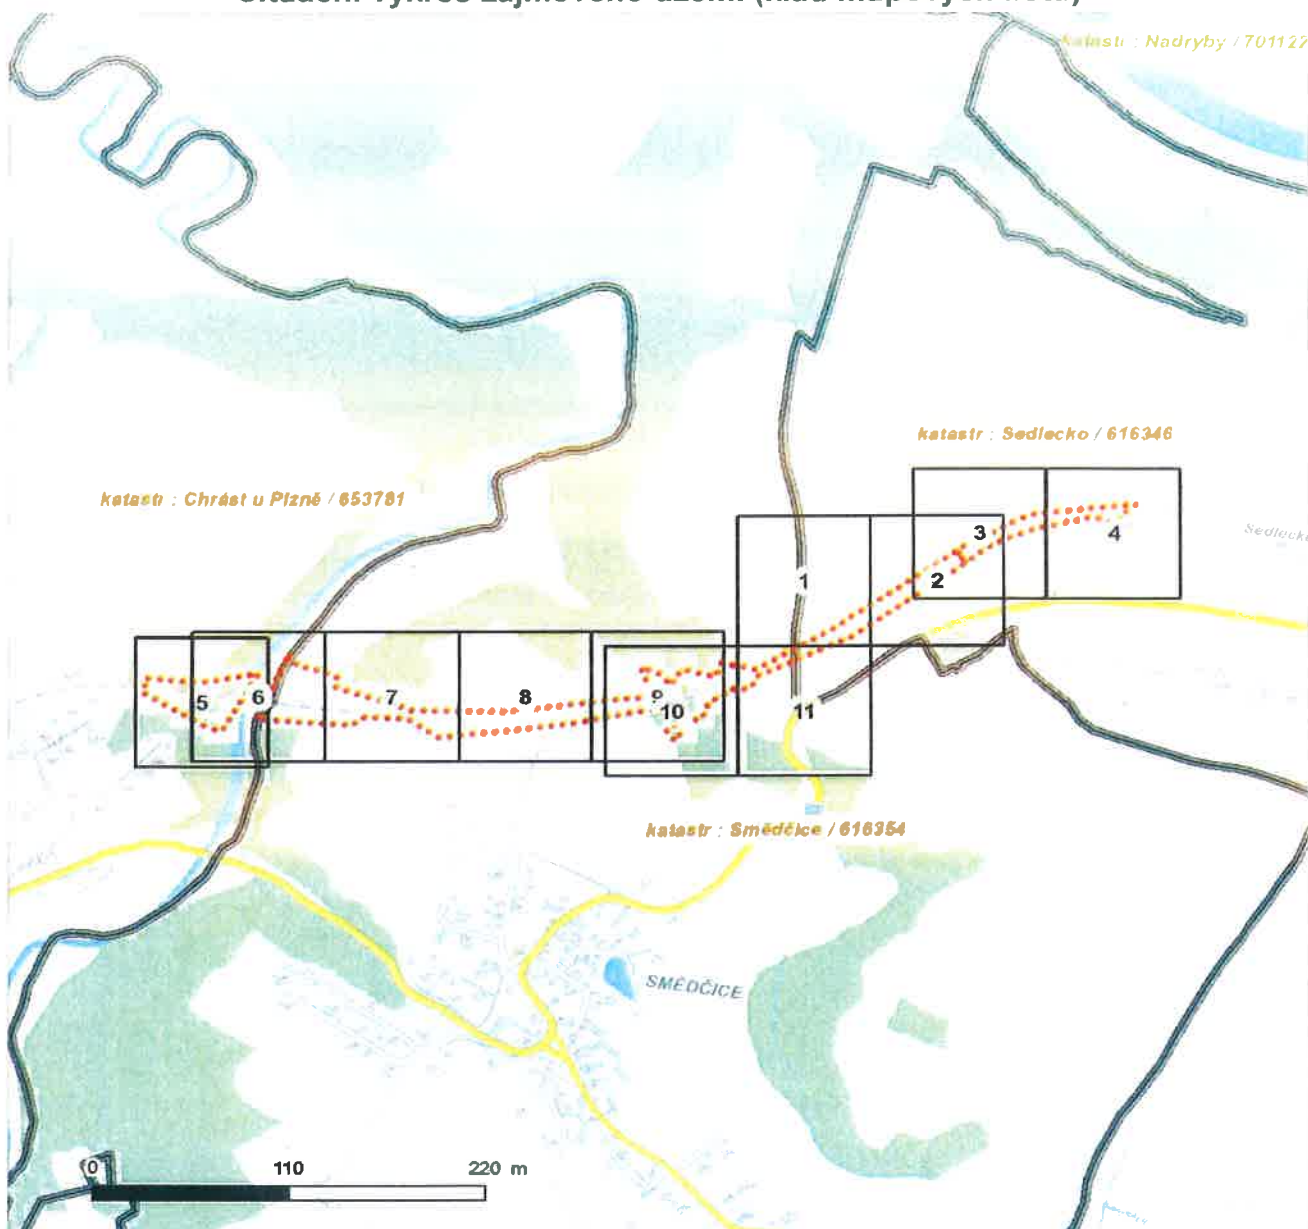 katastr : Nadryby / 701122
katastr : Sedlecko / 616346
katastr : Chrást u Plzně / 653781
Sedlecko
3
4
1
2
5
6
7
8
9
10
11
katastr : Smědčice / 616354
SMĚDČICE
0 110 220 m